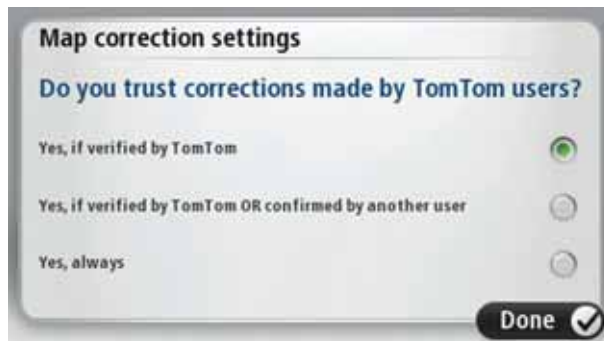 Map correction settings
Do you trust corrections made by TomTom users?
Yes, if verified by TomTom
Yes, if verified by TomTom OR confirmed by another user
Yes, always
Done